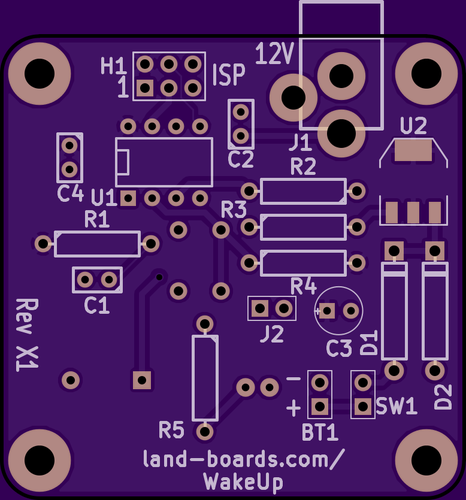 12V
H1
ISP
1
J1
U2
C2
R2
C4
U1
R3
R1
R4
C1
+
J2
C3
D1
Rev X1
D2
-
+
SW1
BT1
R5
land-boards.com/
WakeUp